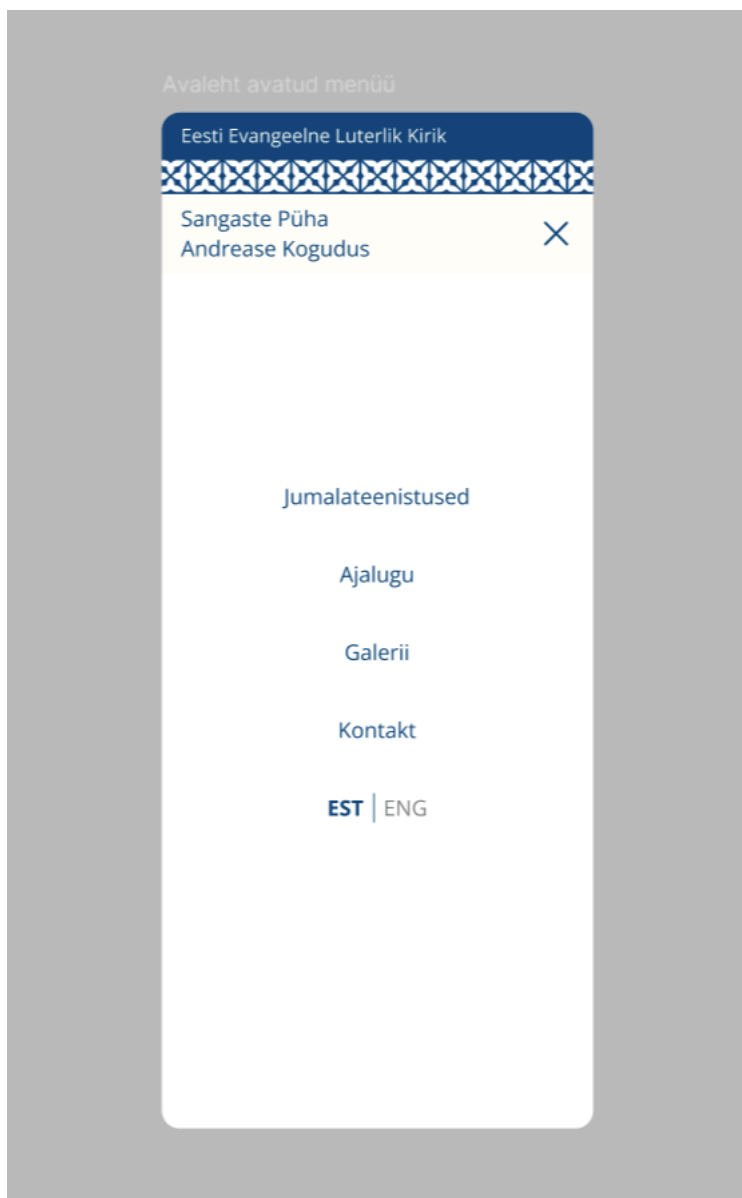 Avaleht avatud menüü
Eesti Evangeelne Luterlik Kirik
Sangaste Püha
Andrease Kogudus
Jumalateenistused
Ajalugu
Galerii
Kontakt
EST | ENG